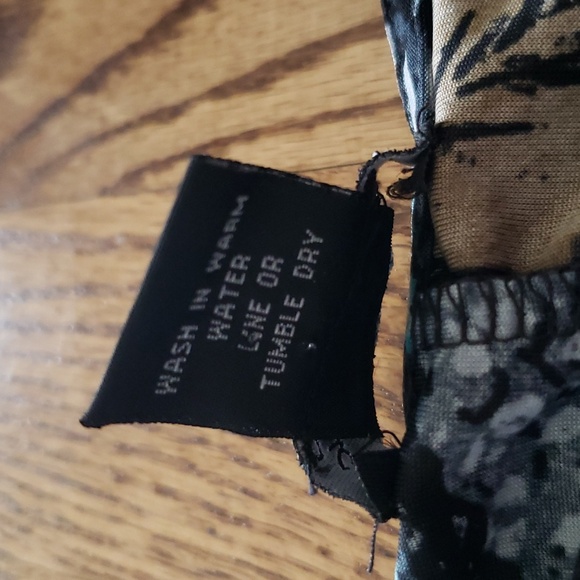 WASH IN WARM
WATER
LINE OR
TUMBLE DRY